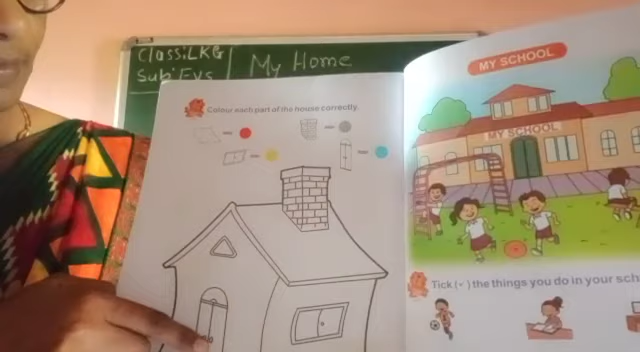 Class:LKG
Sub:EVS
My Home
Colour each part of the house correctly.
MY SCHOOL
MY SCHOOL
Tick (✓) the things you do in your sch